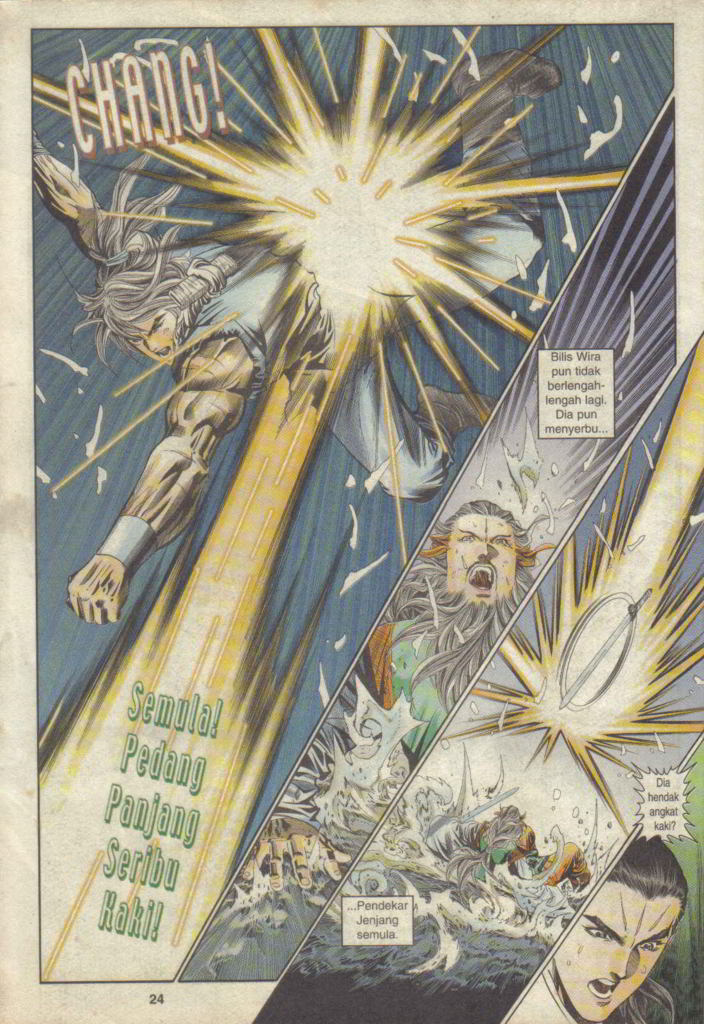 CHANG!
Semula!
Pedang
Panjang
Seribu
Kaki!
Bilis Wira
pun tidak
berlengah-
lengah lagi.
Dia pun
menyerbu...
...Pendekar
Jenjang
semula.
Dia
hendak
angkat
kaki?
24